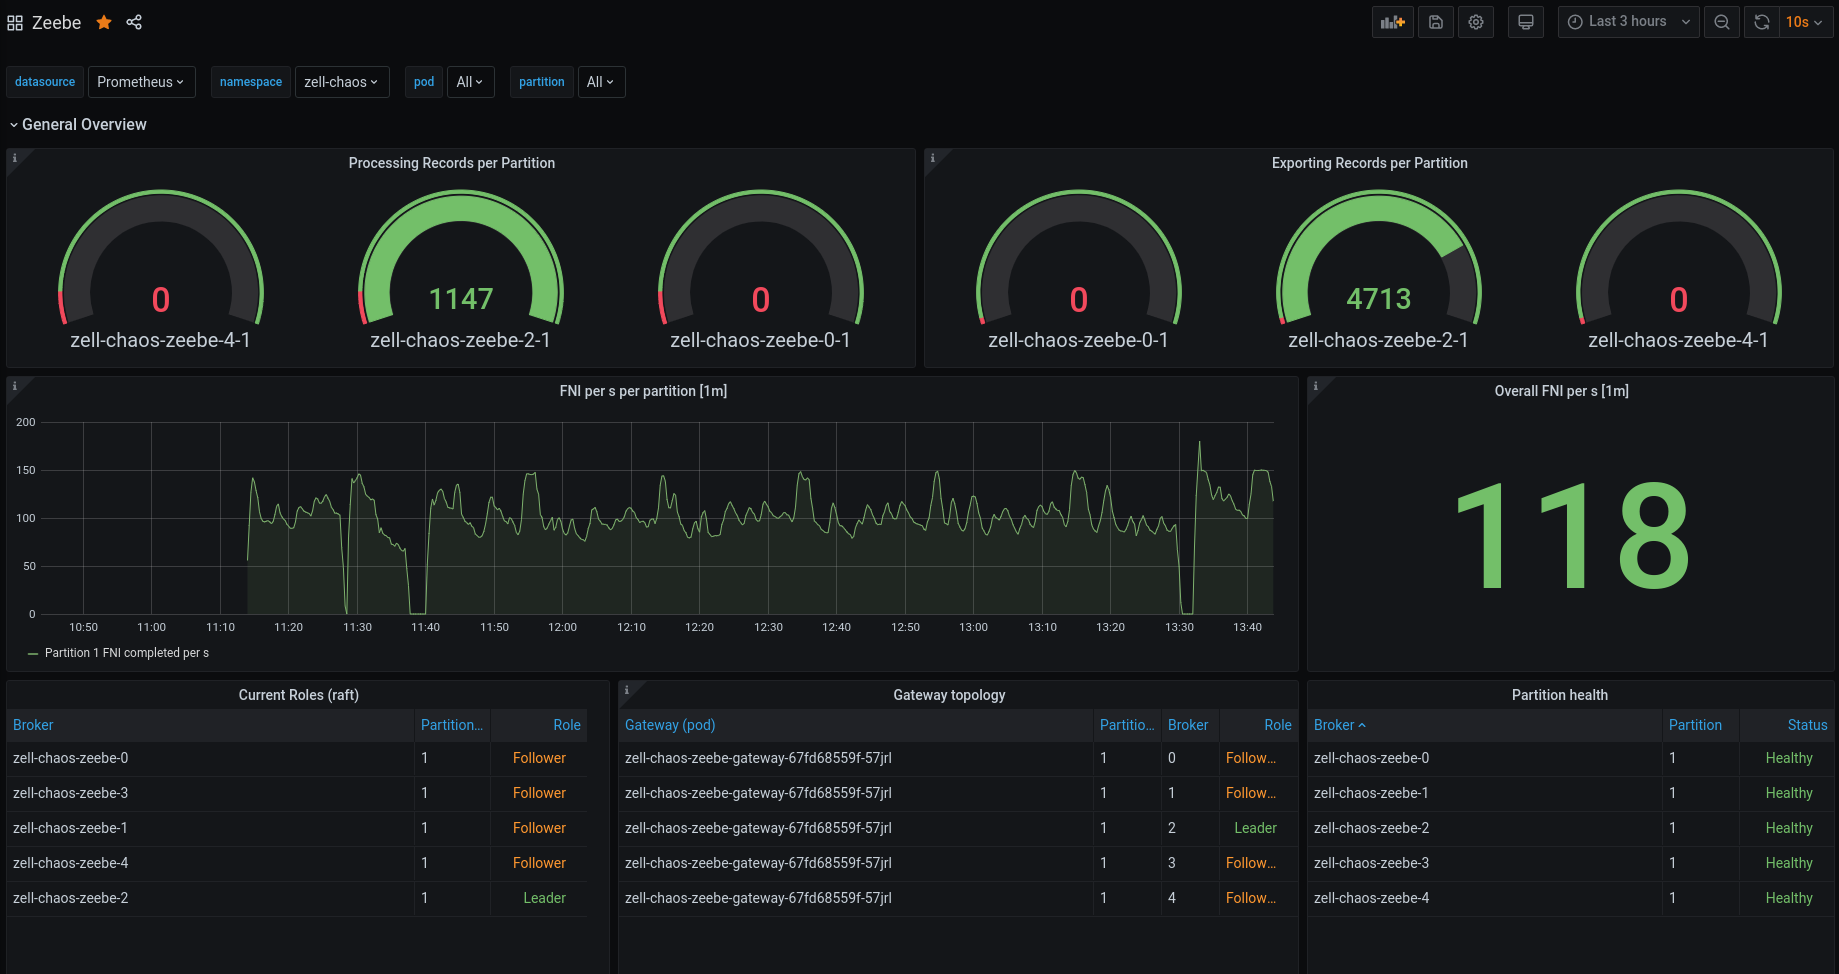 Zeebe
Last 3 hours
10s
datasource Prometheus namespace zell-chaos pod All partition All
General Overview
Processing Records per Partition
0 1147 0
zell-chaos-zeebe-4-1 zell-chaos-zeebe-2-1 zell-chaos-zeebe-0-1
Exporting Records per Partition
0 4713 0
zell-chaos-zeebe-0-1 zell-chaos-zeebe-2-1 zell-chaos-zeebe-4-1
FNI per s per partition [1m]
200
150
100
50
0
10:50 11:00 11:10 11:20 11:30 11:40 11:50 12:00 12:10 12:20 12:30 12:40 12:50 13:00 13:10 13:20 13:30 13:40
Partition 1 FNI completed per s
Overall FNI per s [1m]
118
Current Roles (raft)
Broker Partition... Role
zell-chaos-zeebe-0 1 Follower
zell-chaos-zeebe-3 1 Follower
zell-chaos-zeebe-1 1 Follower
zell-chaos-zeebe-4 1 Follower
zell-chaos-zeebe-2 1 Leader
Gateway topology
Gateway (pod) Partitio... Broker Role
zell-chaos-zeebe-gateway-67fd68559f-57jrl 1 0 Follow...
zell-chaos-zeebe-gateway-67fd68559f-57jrl 1 1 Follow...
zell-chaos-zeebe-gateway-67fd68559f-57jrl 1 2 Leader
zell-chaos-zeebe-gateway-67fd68559f-57jrl 1 3 Follow...
zell-chaos-zeebe-gateway-67fd68559f-57jrl 1 4 Follow...
Partition health
Broker Partition Status
zell-chaos-zeebe-0 1 Healthy
zell-chaos-zeebe-1 1 Healthy
zell-chaos-zeebe-2 1 Healthy
zell-chaos-zeebe-3 1 Healthy
zell-chaos-zeebe-4 1 Healthy